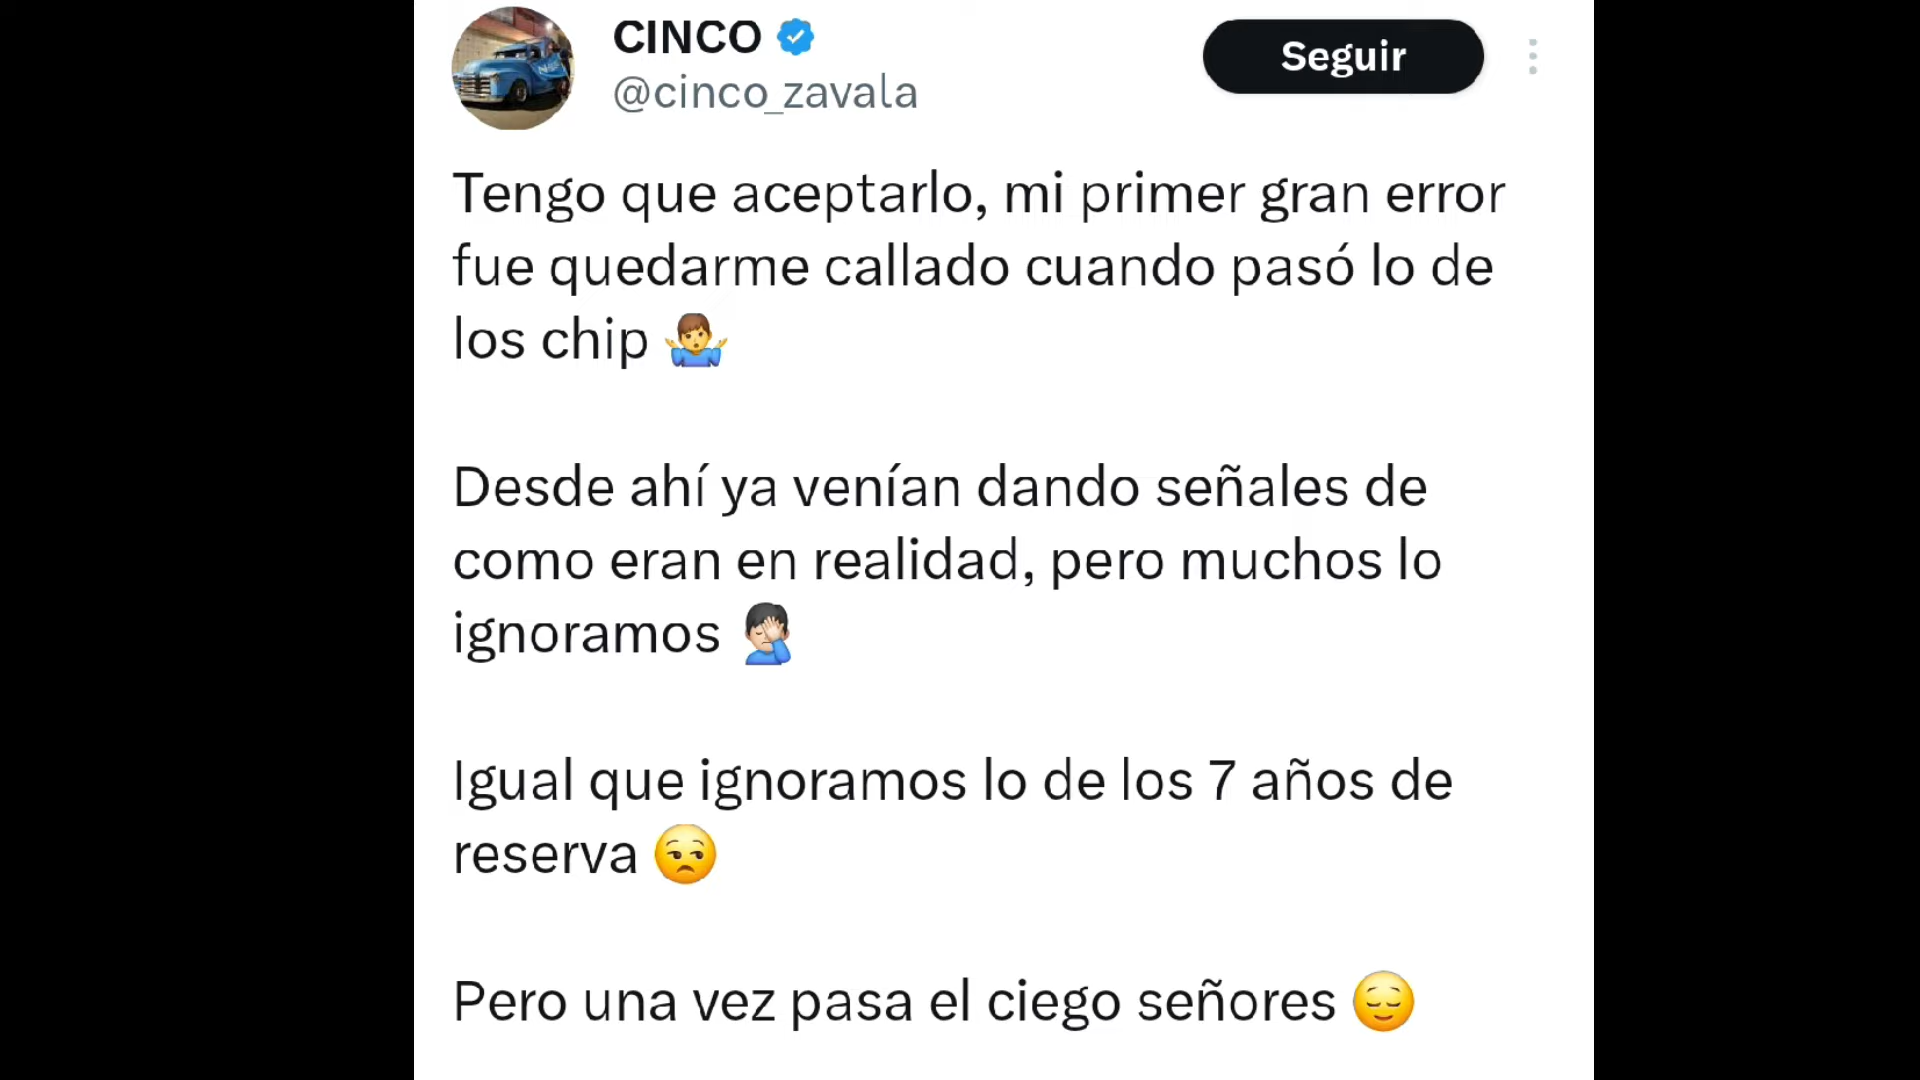 CINCO
@cinco_zavala
Seguir
Tengo que aceptarlo, mi primer gran error
fue quedarme callado cuando pasó lo de
los chip 🤷‍♂️
Desde ahí ya venían dando señales de
como eran en realidad, pero muchos lo
ignoramos 🤦🏻‍♂️
Igual que ignoramos lo de los 7 años de
reserva 😒
Pero una vez pasa el ciego señores 😌